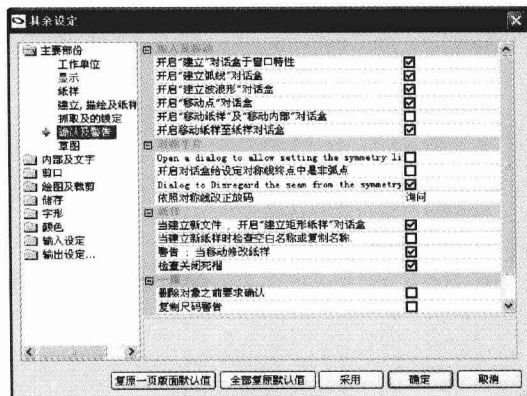 其余设定
主要部份
工作单位
显示
纸样
建立,描绘及纸样
抓取及的锁定
确认及警告
草图
内部及文字
剪口
绘图及裁剪
储存
字形
颜色
输入设定
输出设定...
开启“建立”对话盒于窗口特性
开启“建立弧线”对话盒
开启“建立波浪形”对话盒
开启“移动点”对话盒
开启“移动纸样”及“移动内部”对话盒
开启移动纸样至纸样对话盒
Open a dialog to allow setting the symmetry li
开启对话盒给设定对称线终点中是非弧点
Dialog to Disregard the seam from the symmetry
依照对称线改正放码 询问
纸样
当建立新文件，开启“建立矩形纸样”对话盒
当建立新纸样时检查空白名称或复制名称.
警告：当移动修改纸样
检查关闭死褶
一般
删除对象之前要求确认
复制尺码警告
复原一页版面默认值 全部复原默认值 采用 确定 取消